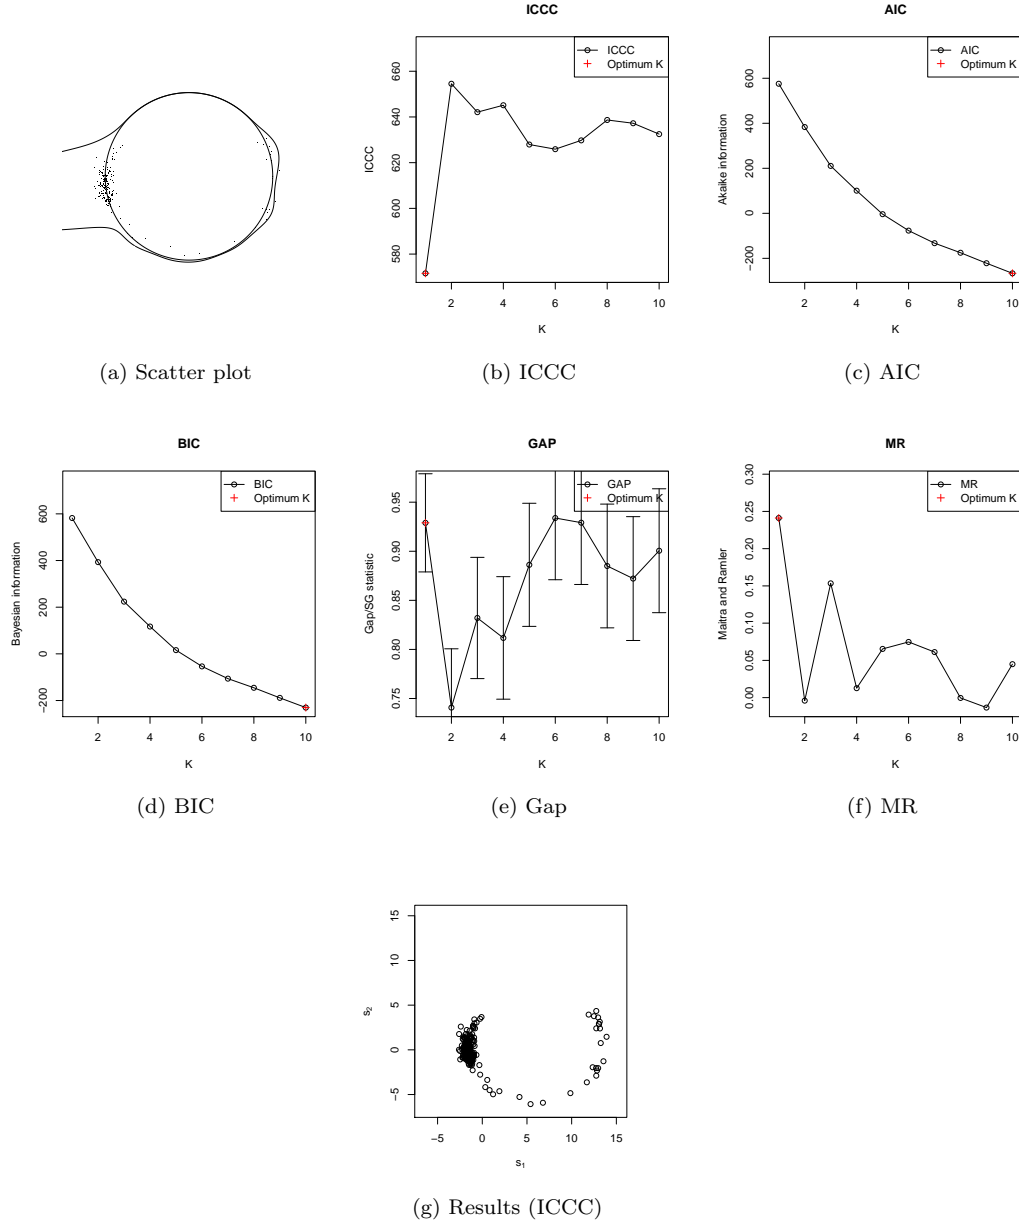 ICCC
AIC
ICCC
Optimum K
AIC
Optimum K
ICCC
580 600 620 640 660
2 4 6 8 10
K
Akaike information
−200 0 200 400 600
2 4 6 8 10
K
(a) Scatter plot
(b) ICCC
(c) AIC
BIC
GAP
MR
BIC
Optimum K
GAP
Optimum K
MR
Optimum K
Bayesian information
−200 0 200 400 600
2 4 6 8 10
K
Gap/SG statistic
0.75 0.80 0.85 0.90 0.95
2 4 6 8 10
K
Maitra and Ramler
0.00 0.05 0.10 0.15 0.20 0.25 0.30
2 4 6 8 10
K
(d) BIC
(e) Gap
(f) MR
s₂
−5 0 5 10 15
−5 0 5 10 15
s₁
(g) Results (ICCC)